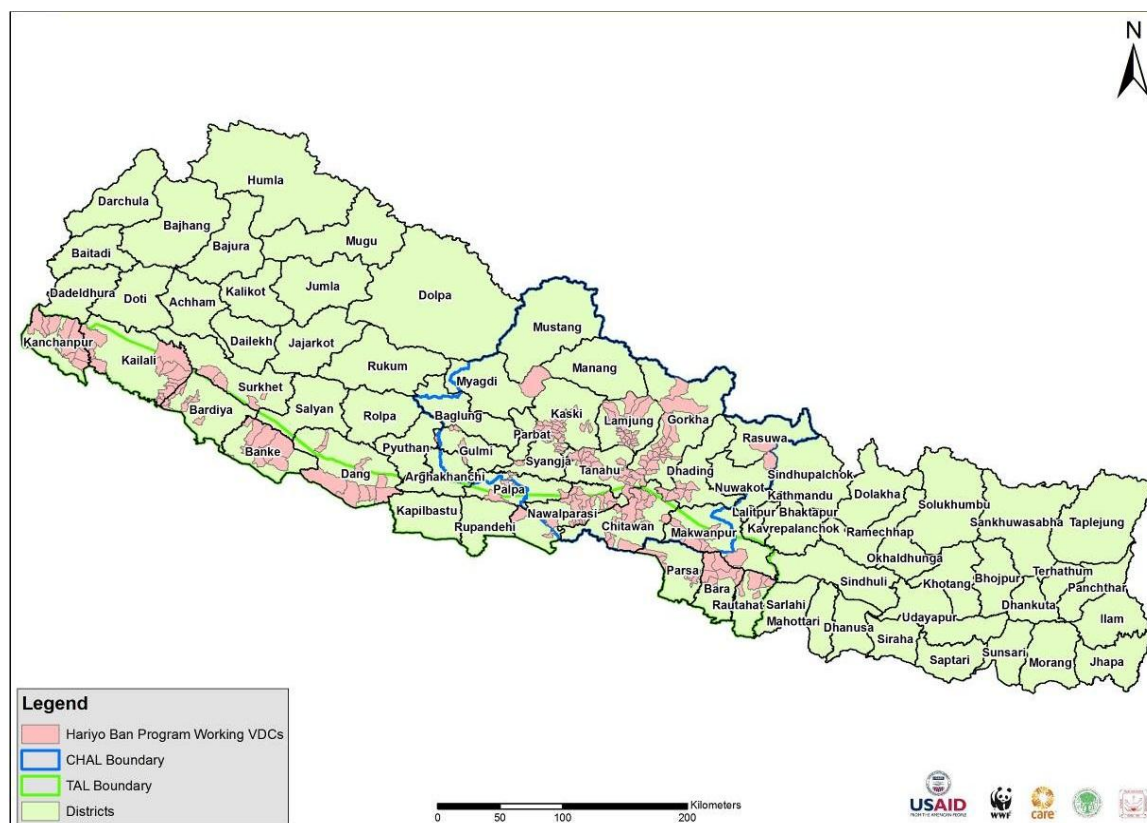 N
Humla
Darchula
Bajhang
Bajura
Mugu
Baitadi
Dadeldhura
Doti
Achham
Kalikot
Jumla
Dolpa
Mustang
Kanchanpur
Kailali
Dailekh
Jajarkot
Rukum
Myagdi
Manang
Surkhet
Bardiya
Salyan
Rolpa
Baglung
Kaski
Lamjung
Gorkha
Parbat
Rasuwa
Banke
Pyuthan
Gulmi
Syangja
Tanahu
Dhading
Sindhupalchok
Dang
Arghakhanchi
Palpa
Nuwakot
Kathmandu
Dolakha
Solukhumbu
Sankhuwasabha
Taplejung
Kapilbastu
Rupandehi
Nawalparasi
Chitawan
Makwanpur
Lalitpur
Bhaktapur
Kavrepalanchok
Ramechhap
Okhaldhunga
Parsa
Bara
Rautahat
Sarlahi
Mahottari
Sindhuli
Khotang
Bhojpur
Terhathum
Panchthar
Dhankuta
Ilam
Dhanusa
Siraha
Udayapur
Saptari
Sunsari
Morang
Jhapa
Legend
Hariyo Ban Program Working VDCs
CHAL Boundary
TAL Boundary
Districts
0 50 100 200 Kilometers
USAID
FROM THE AMERICAN PEOPLE
WWF
care